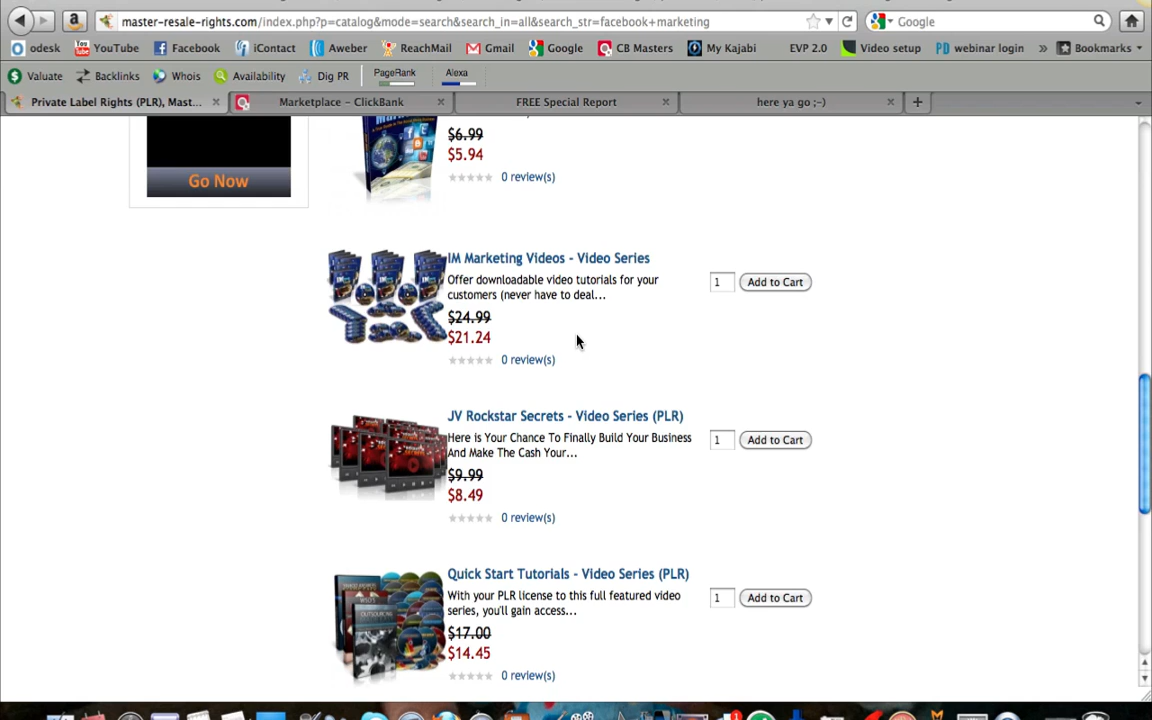 master-resale-rights.com/index.php?p=catalog&mode=search&search_in=all&search_str=facebook+marketing
Google
odesk YouTube Facebook iContact Aweber ReachMail Gmail Google CB Masters My Kajabi EVP 2.0 Video setup webinar login » Bookmarks
Valuate Backlinks Whois Availability Dig PR PageRank Alexa
Private Label Rights (PLR), Mast... Marketplace – ClickBank FREE Special Report here ya go ;-)
$6.99
$5.94
0 review(s)
Go Now
IM Marketing Videos - Video Series
Offer downloadable video tutorials for your
customers (never have to deal...
1 Add to Cart
$24.99
$21.24
0 review(s)
JV Rockstar Secrets - Video Series (PLR)
Here is Your Chance To Finally Build Your Business
And Make The Cash Your...
1 Add to Cart
$9.99
$8.49
0 review(s)
Quick Start Tutorials - Video Series (PLR)
With your PLR license to this full featured video
series, you'll gain access...
1 Add to Cart
$17.00
$14.45
0 review(s)